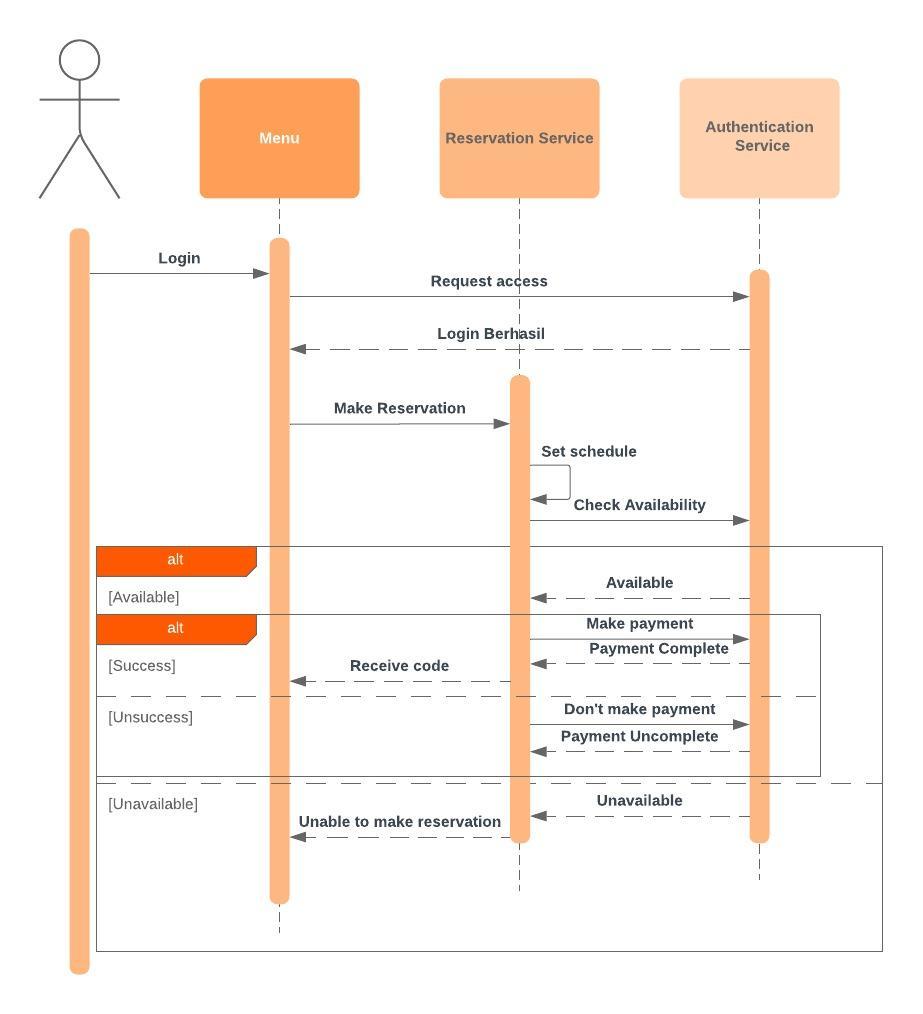 Menu
Reservation Service
Authentication
Service
Login
Request access
Login Berhasil
Make Reservation
Set schedule
Check Availability
alt
Available
[Available]
alt
Make payment
Payment Complete
[Success]
Receive code
Don't make payment
[Unsuccess]
Payment Uncomplete
[Unavailable]
Unavailable
Unable to make reservation